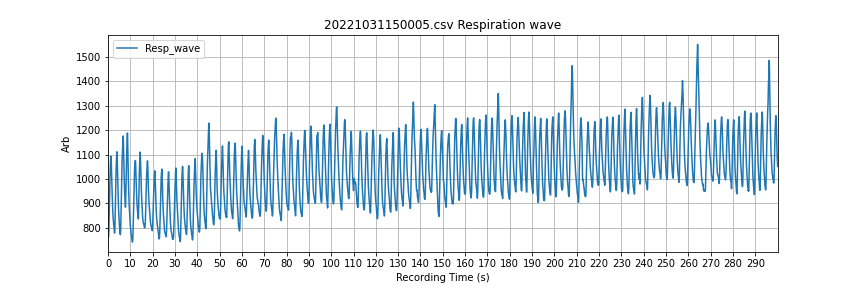 20221031150005.csv Respiration wave
Resp_wave
1500
1400
1300
1200
1100
1000
900
800
Arb
0 10 20 30 40 50 60 70 80 90 100 110 120 130 140 150 160 170 180 190 200 210 220 230 240 250 260 270 280 290
Recording Time (s)